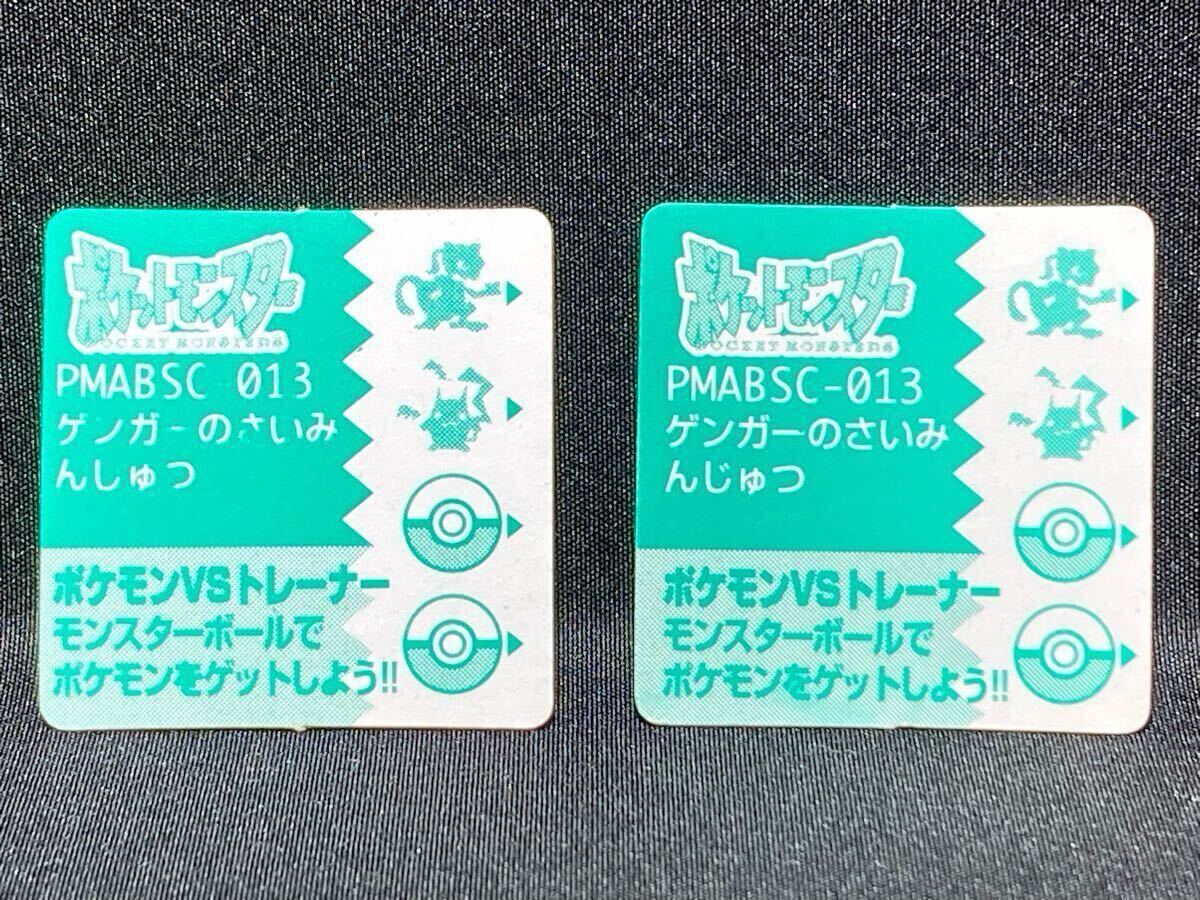 ポケットモンスター
POCKET MONSTERS
PMABSC 013
ゲンガーのさいみ
んしゅつ
ポケモンVSトレーナー
モンスターボールで
ポケモンをゲットしよう!!
ポケットモンスター
POCKET MONSTERS
PMABSC-013
ゲンガーのさいみ
んじゅつ
ポケモンVSトレーナー
モンスターボールで
ポケモンをゲットしよう!!